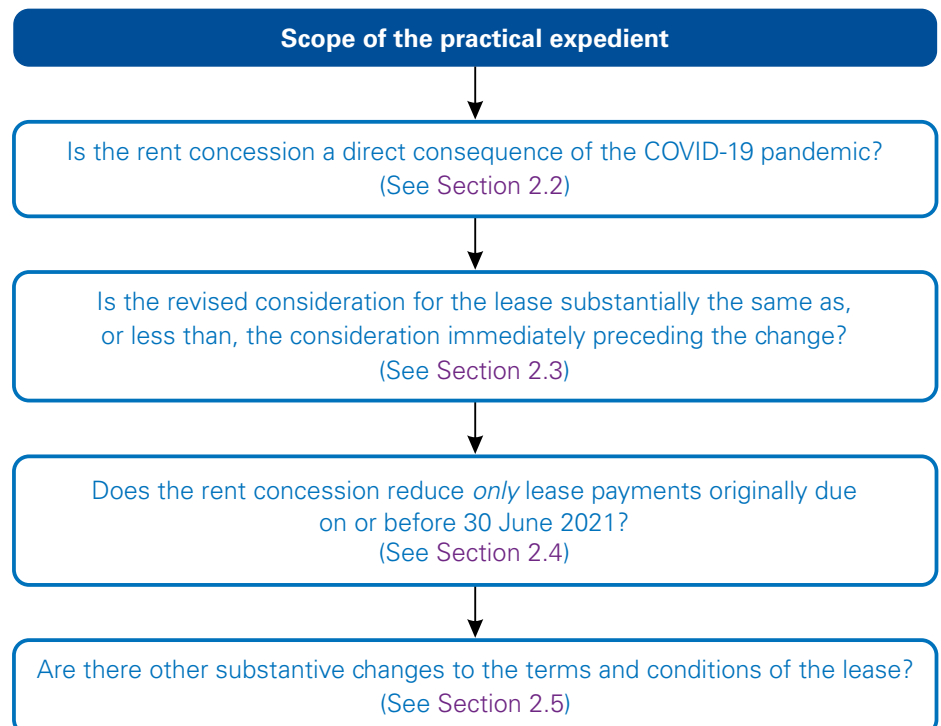 Scope of the practical expedient
Is the rent concession a direct consequence of the COVID-19 pandemic?
(See Section 2.2)
Is the revised consideration for the lease substantially the same as,
or less than, the consideration immediately preceding the change?
(See Section 2.3)
Does the rent concession reduce only lease payments originally due
on or before 30 June 2021?
(See Section 2.4)
Are there other substantive changes to the terms and conditions of the lease?
(See Section 2.5)